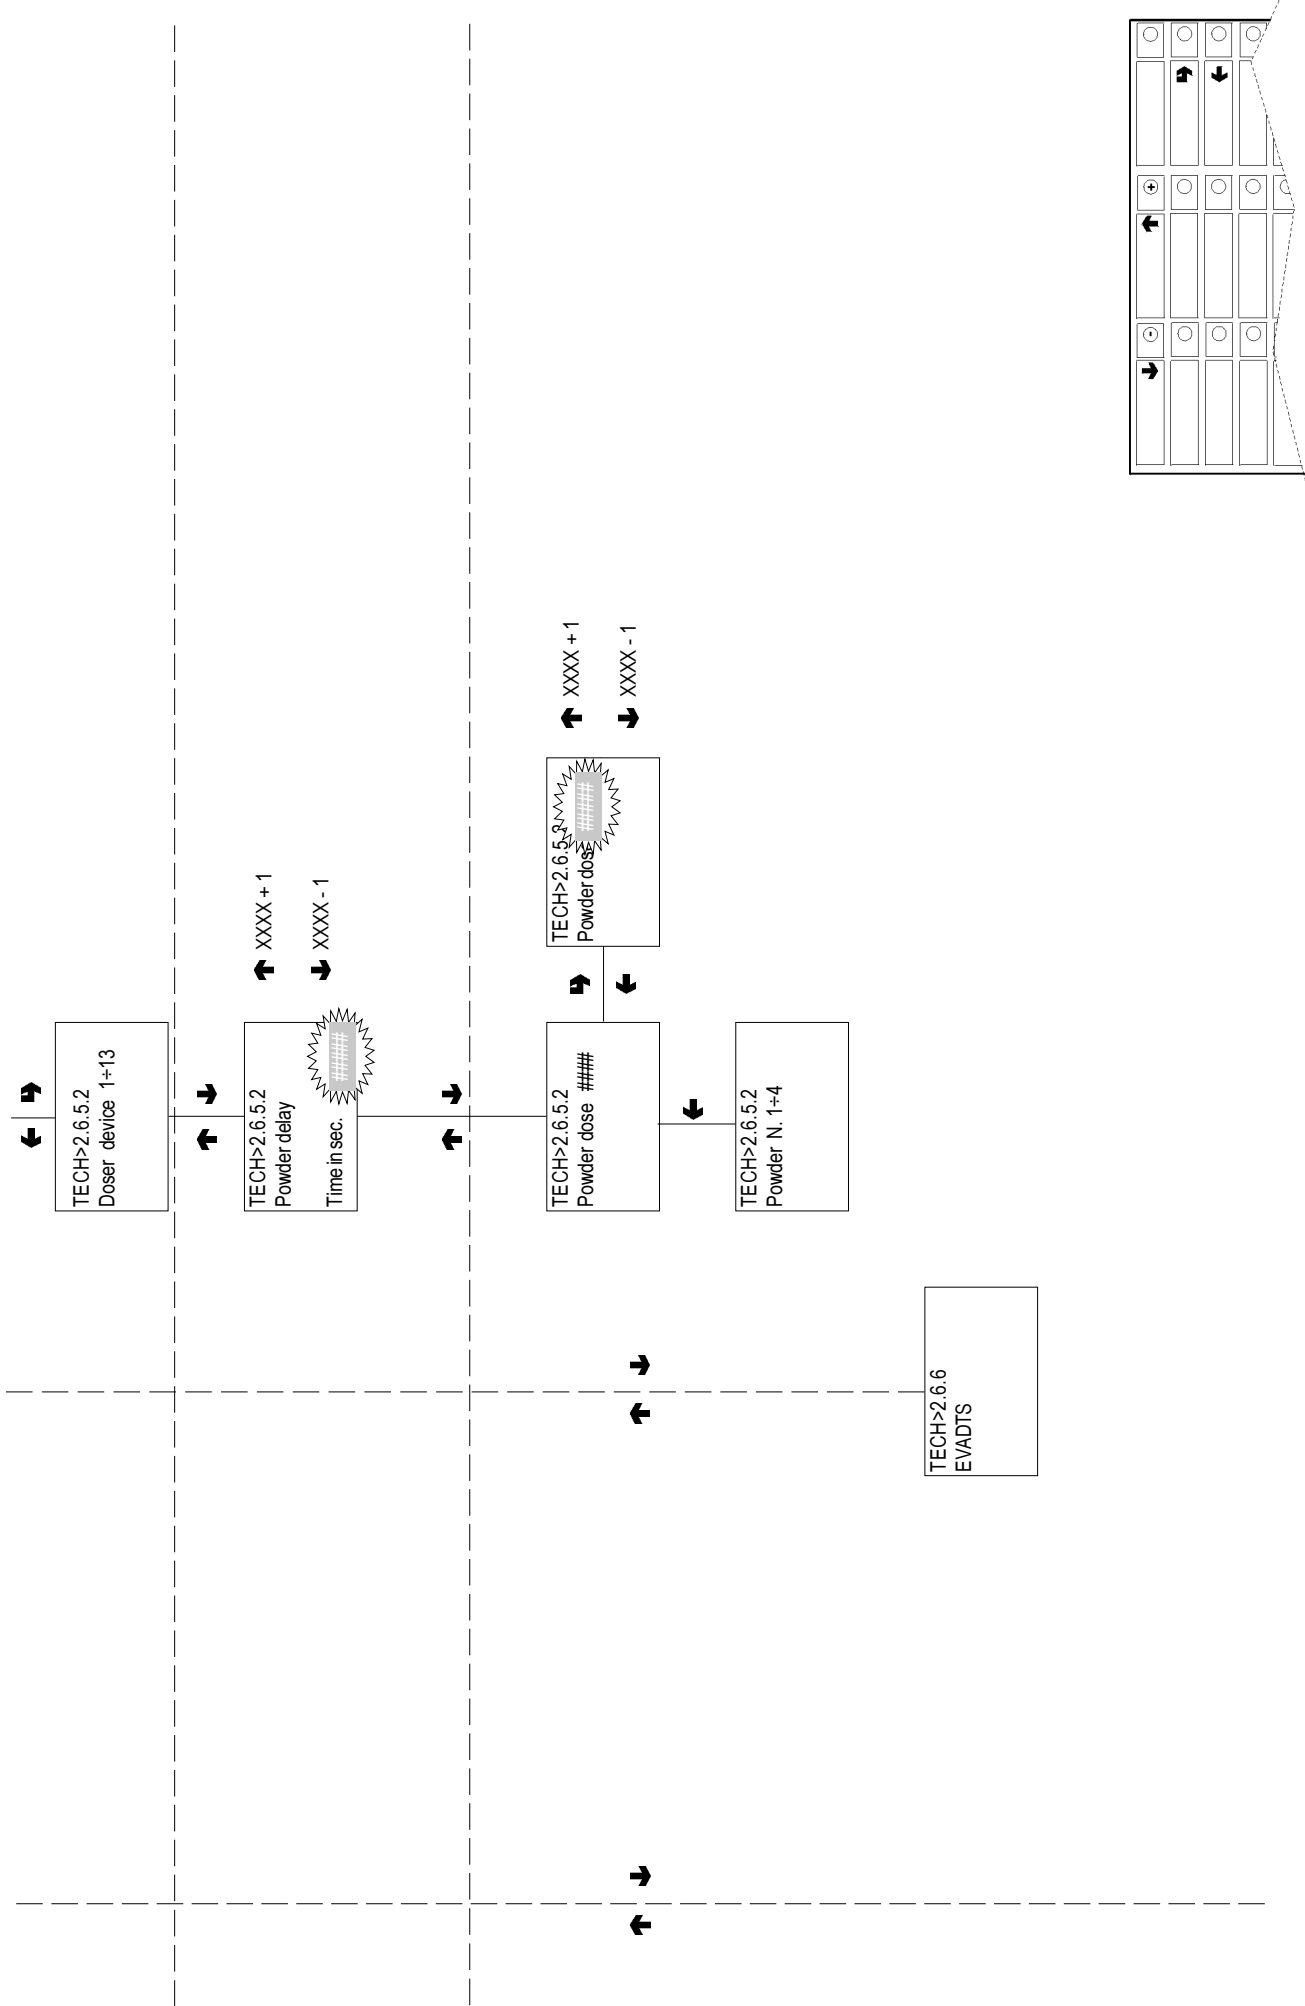 TECH>2.6.5.2
Doser device 1÷13
TECH>2.6.5.2
Powder delay
Time in sec.
####
XXXX + 1
XXXX - 1
TECH>2.6.5.2
Powder dose ####
TECH>2.6.5.2
Powder dos
####
XXXX + 1
XXXX - 1
TECH>2.6.5.2
Powder N. 1÷4
TECH>2.6.6
EVADTS
-
+